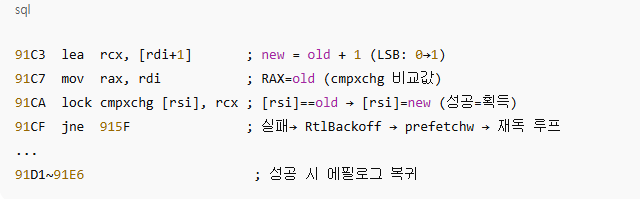 sql
91C3 lea rcx, [rdi+1] ; new = old + 1 (LSB: 0→1)
91C7 mov rax, rdi ; RAX=old (cmpxchg 비교값)
91CA lock cmpxchg [rsi], rcx ; [rsi]==old → [rsi]=new (성공=획득)
91CF jne 915F ; 실패→ RtlBackoff → prefetchw → 재독 루프
...
91D1~91E6 ; 성공 시 에필로그 복귀